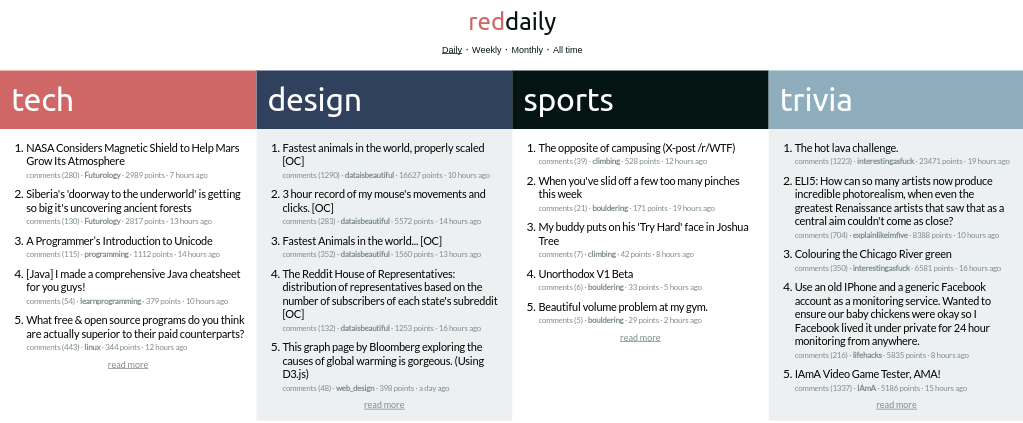 reddaily
Daily · Weekly · Monthly · All time
tech
1. NASA Considers Magnetic Shield to Help Mars
Grow Its Atmosphere
comments (280) · Futurology · 2989 points · 7 hours ago
2. Siberia's 'doorway to the underworld' is getting
so big it's uncovering ancient forests
comments (130) · Futurology · 2817 points · 13 hours ago
3. A Programmer's Introduction to Unicode
comments (115) · programming · 1112 points · 14 hours ago
4. [Java] I made a comprehensive Java cheatsheet
for you guys!
comments (54) · learnprogramming · 379 points · 10 hours ago
5. What free & open source programs do you think
are actually superior to their paid counterparts?
comments (443) · linux · 344 points · 12 hours ago
read more
design
1. Fastest animals in the world, properly scaled
[OC]
comments (1290) · dataisbeautiful · 16627 points · 10 hours ago
2. 3 hour record of my mouse's movements and
clicks. [OC]
comments (283) · dataisbeautiful · 5572 points · 14 hours ago
3. Fastest Animals in the world... [OC]
comments (352) · dataisbeautiful · 1560 points · 13 hours ago
4. The Reddit House of Representatives:
distribution of representatives based on the
number of subscribers of each state's subreddit
[OC]
comments (132) · dataisbeautiful · 1253 points · 16 hours ago
5. This graph page by Bloomberg exploring the
causes of global warming is gorgeous. (Using
D3.js)
comments (48) · web_design · 398 points · a day ago
read more
sports
1. The opposite of campusing (X-post /r/WTF)
comments (39) · climbing · 528 points · 12 hours ago
2. When you've slid off a few too many pinches
this week
comments (21) · bouldering · 171 points · 19 hours ago
3. My buddy puts on his 'Try Hard' face in Joshua
Tree
comments (7) · climbing · 42 points · 8 hours ago
4. Unorthodox V1 Beta
comments (6) · bouldering · 33 points · 5 hours ago
5. Beautiful volume problem at my gym.
comments (5) · bouldering · 29 points · 2 hours ago
read more
trivia
1. The hot lava challenge.
comments (1223) · interestingasfuck · 23471 points · 19 hours ago
2. ELI5: How can so many artists now produce
incredible photorealism, when even the
greatest Renaissance artists that saw that as a
central aim couldn't come as close?
comments (704) · explainlikeimfive · 8388 points · 10 hours ago
3. Colouring the Chicago River green
comments (350) · interestingasfuck · 6581 points · 16 hours ago
4. Use an old IPhone and a generic Facebook
account as a monitoring service. Wanted to
ensure our baby chickens were okay so I
Facebook lived it under private for 24 hour
monitoring from anywhere.
comments (216) · lifehacks · 5835 points · 8 hours ago
5. IAmA Video Game Tester, AMA!
comments (1337) · IAmA · 5186 points · 15 hours ago
read more